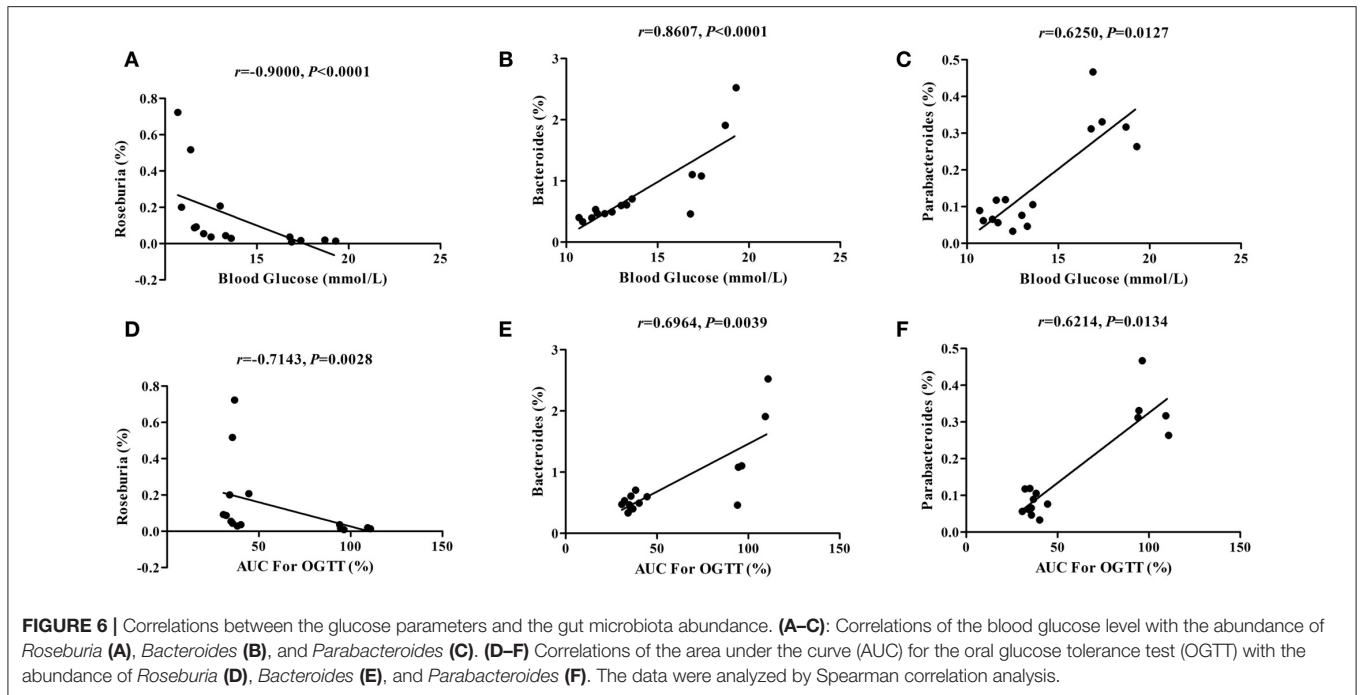 A
r=-0.9000, P<0.0001
Roseburia (%)
0.8
0.6
0.4
0.2
0.0
-0.2
15
20
25
Blood Glucose (mmol/L)
B
r=0.8607, P<0.0001
Bacteroides (%)
3
2
1
0
10
15
20
25
Blood Glucose (mmol/L)
C
r=0.6250, P=0.0127
Parabacteroides (%)
0.5
0.4
0.3
0.2
0.1
0.0
10
15
20
25
Blood Glucose (mmol/L)
D
r=-0.7143, P=0.0028
Roseburia (%)
0.8
0.6
0.4
0.2
0.0
-0.2
50
100
150
AUC For OGTT (%)
E
r=0.6964, P=0.0039
Bacteroides (%)
3
2
1
0
0
50
100
150
AUC For OGTT (%)
F
r=0.6214, P=0.0134
Parabacteroides (%)
0.5
0.4
0.3
0.2
0.1
0.0
0
50
100
150
AUC For OGTT (%)
FIGURE 6 | Correlations between the glucose parameters and the gut microbiota abundance. (A–C): Correlations of the blood glucose level with the abundance of
Roseburia (A), Bacteroides (B), and Parabacteroides (C). (D–F) Correlations of the area under the curve (AUC) for the oral glucose tolerance test (OGTT) with the
abundance of Roseburia (D), Bacteroides (E), and Parabacteroides (F). The data were analyzed by Spearman correlation analysis.